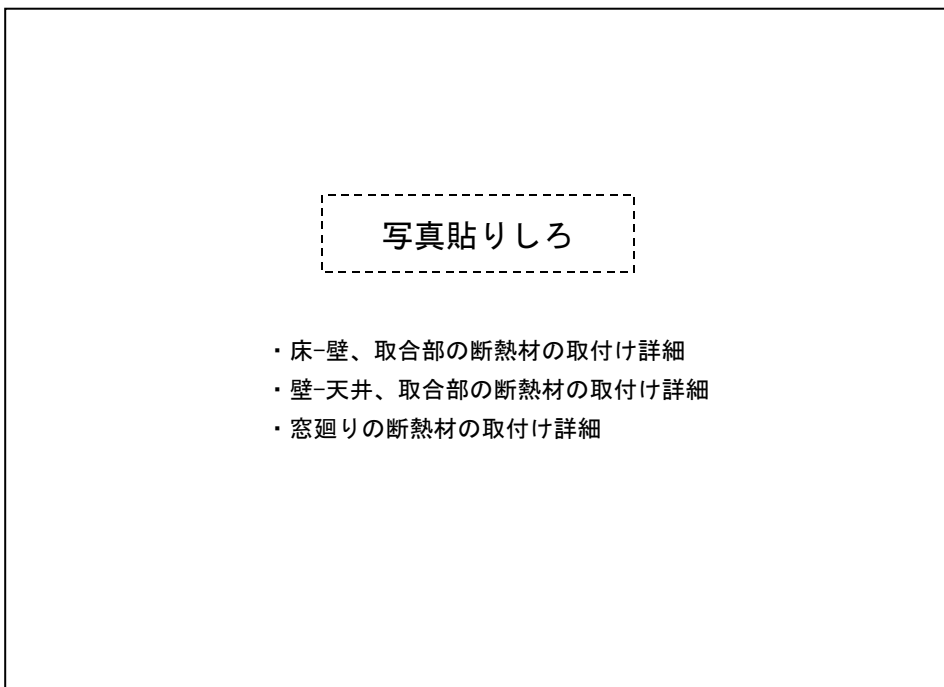 写真貼りしろ
・床-壁、取合部の断熱材の取付け詳細
・壁-天井、取合部の断熱材の取付け詳細
・窓廻りの断熱材の取付け詳細